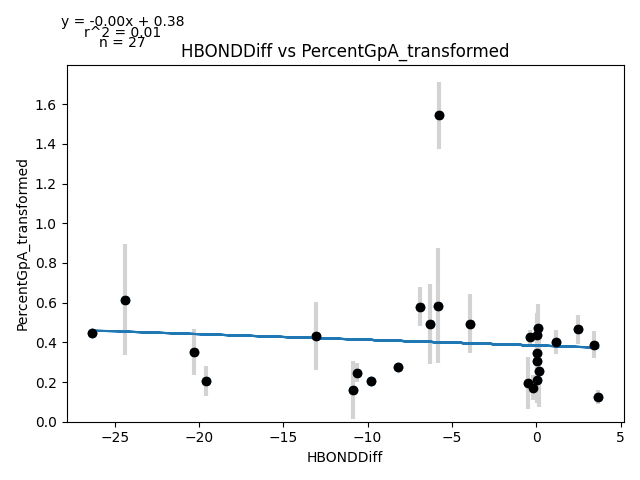 y = -0.00x + 0.38
r^2 = 0.01
n = 27
HBONDDiff vs PercentGpA_transformed
PercentGpA_transformed
1.6
1.4
1.2
1.0
0.8
0.6
0.4
0.2
0.0
−25
−20
−15
−10
−5
0
5
HBONDDiff